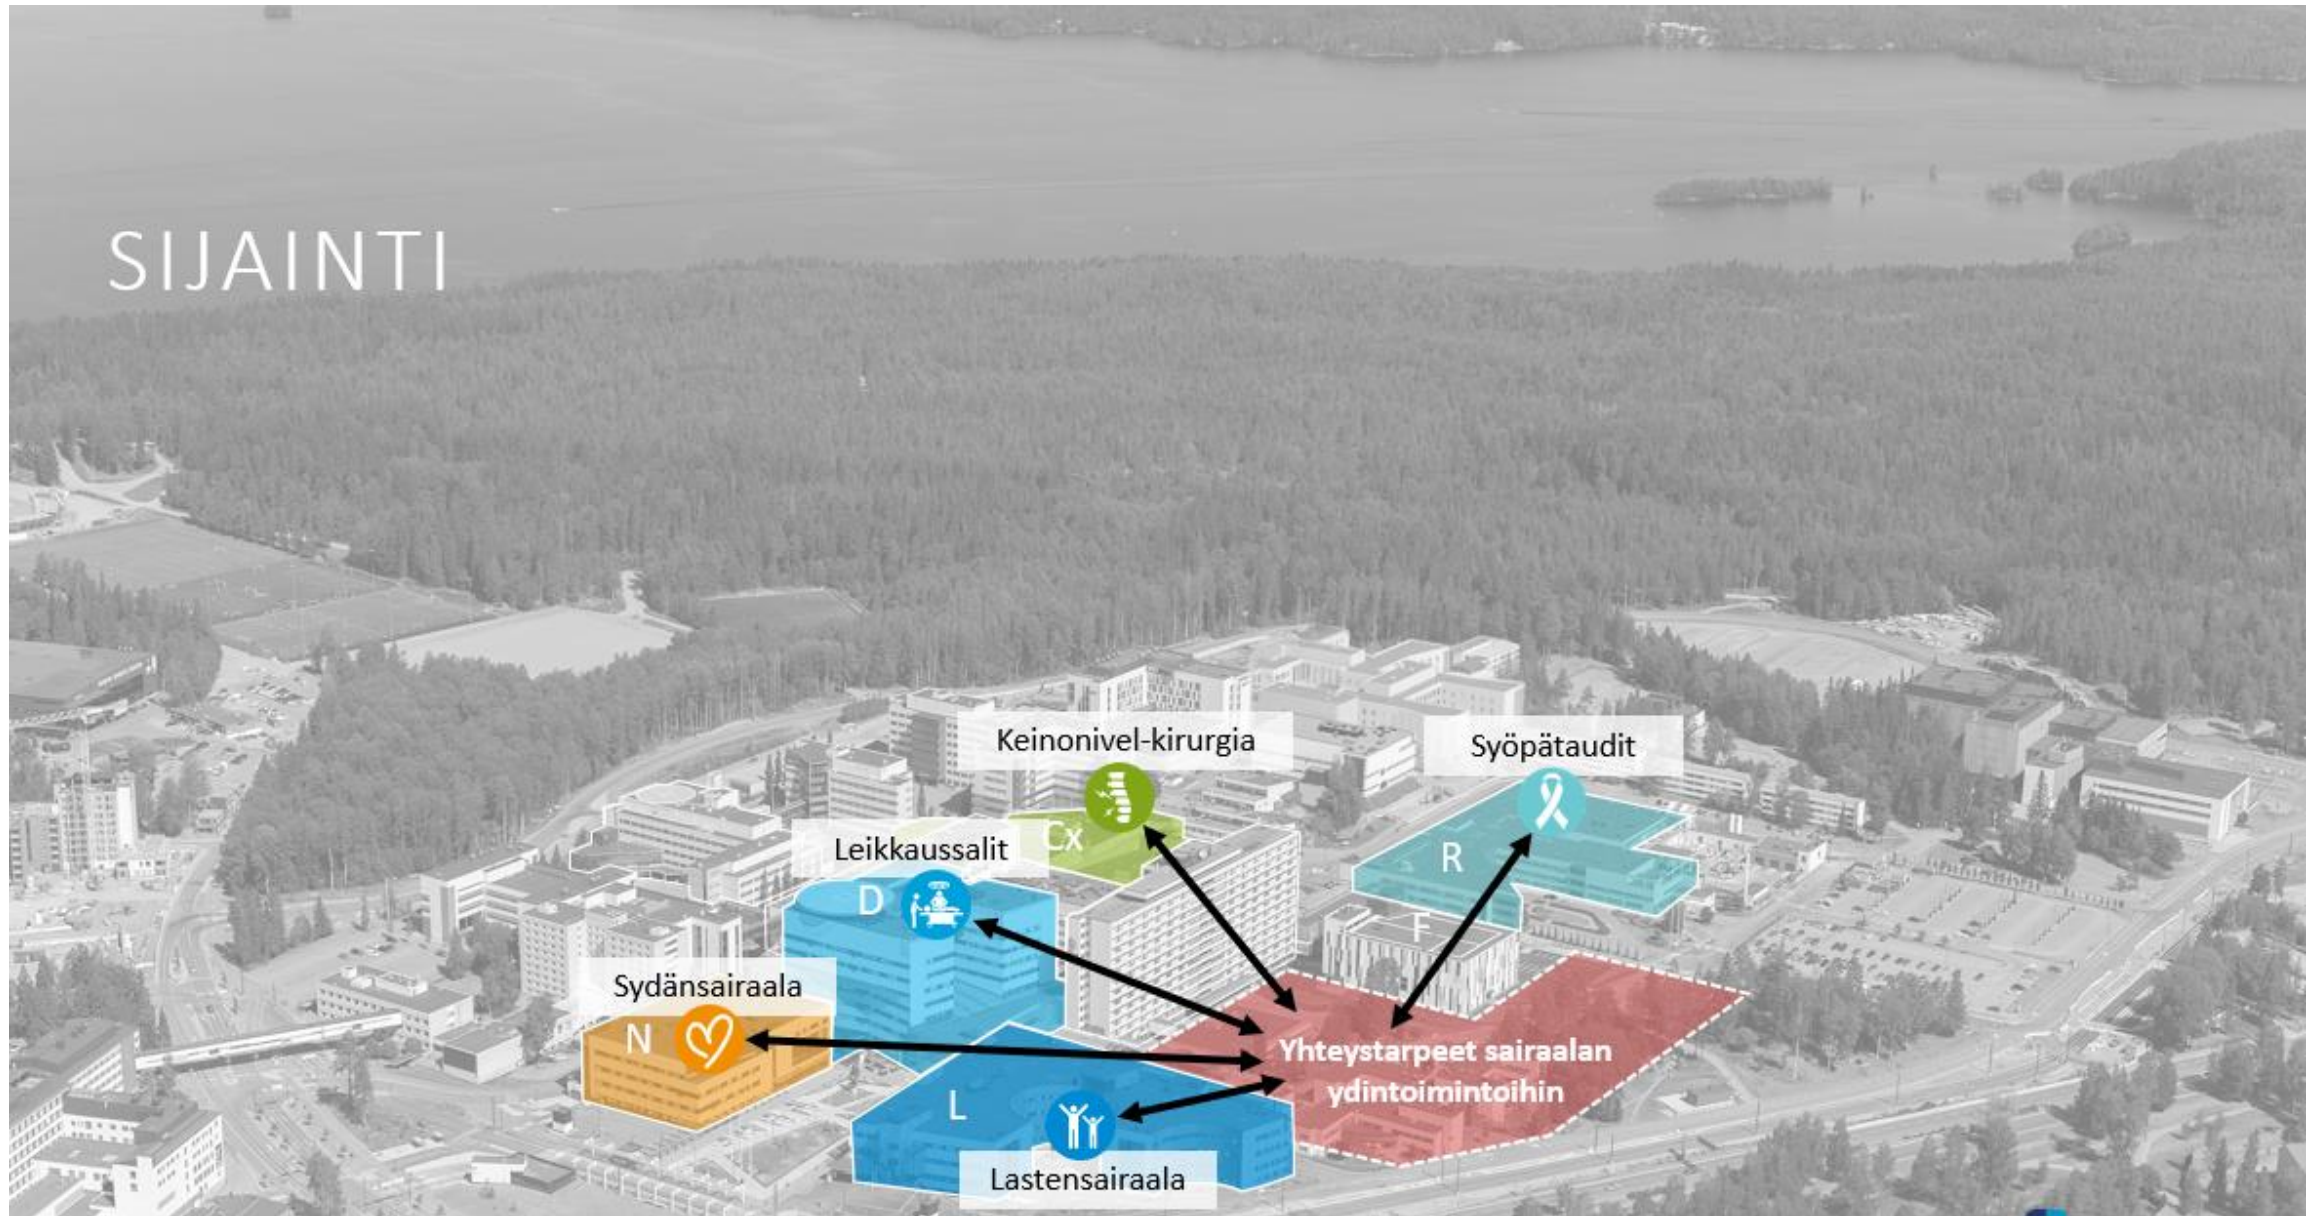 SIJAINTI
Keinonivel-kirurgia
Syöpätaudit
Cx
Leikkaussalit
R
D
F
Sydänsairaala
N
Yhteystarpeet sairaalan
ydintoimintoihin
L
Lastensairaala